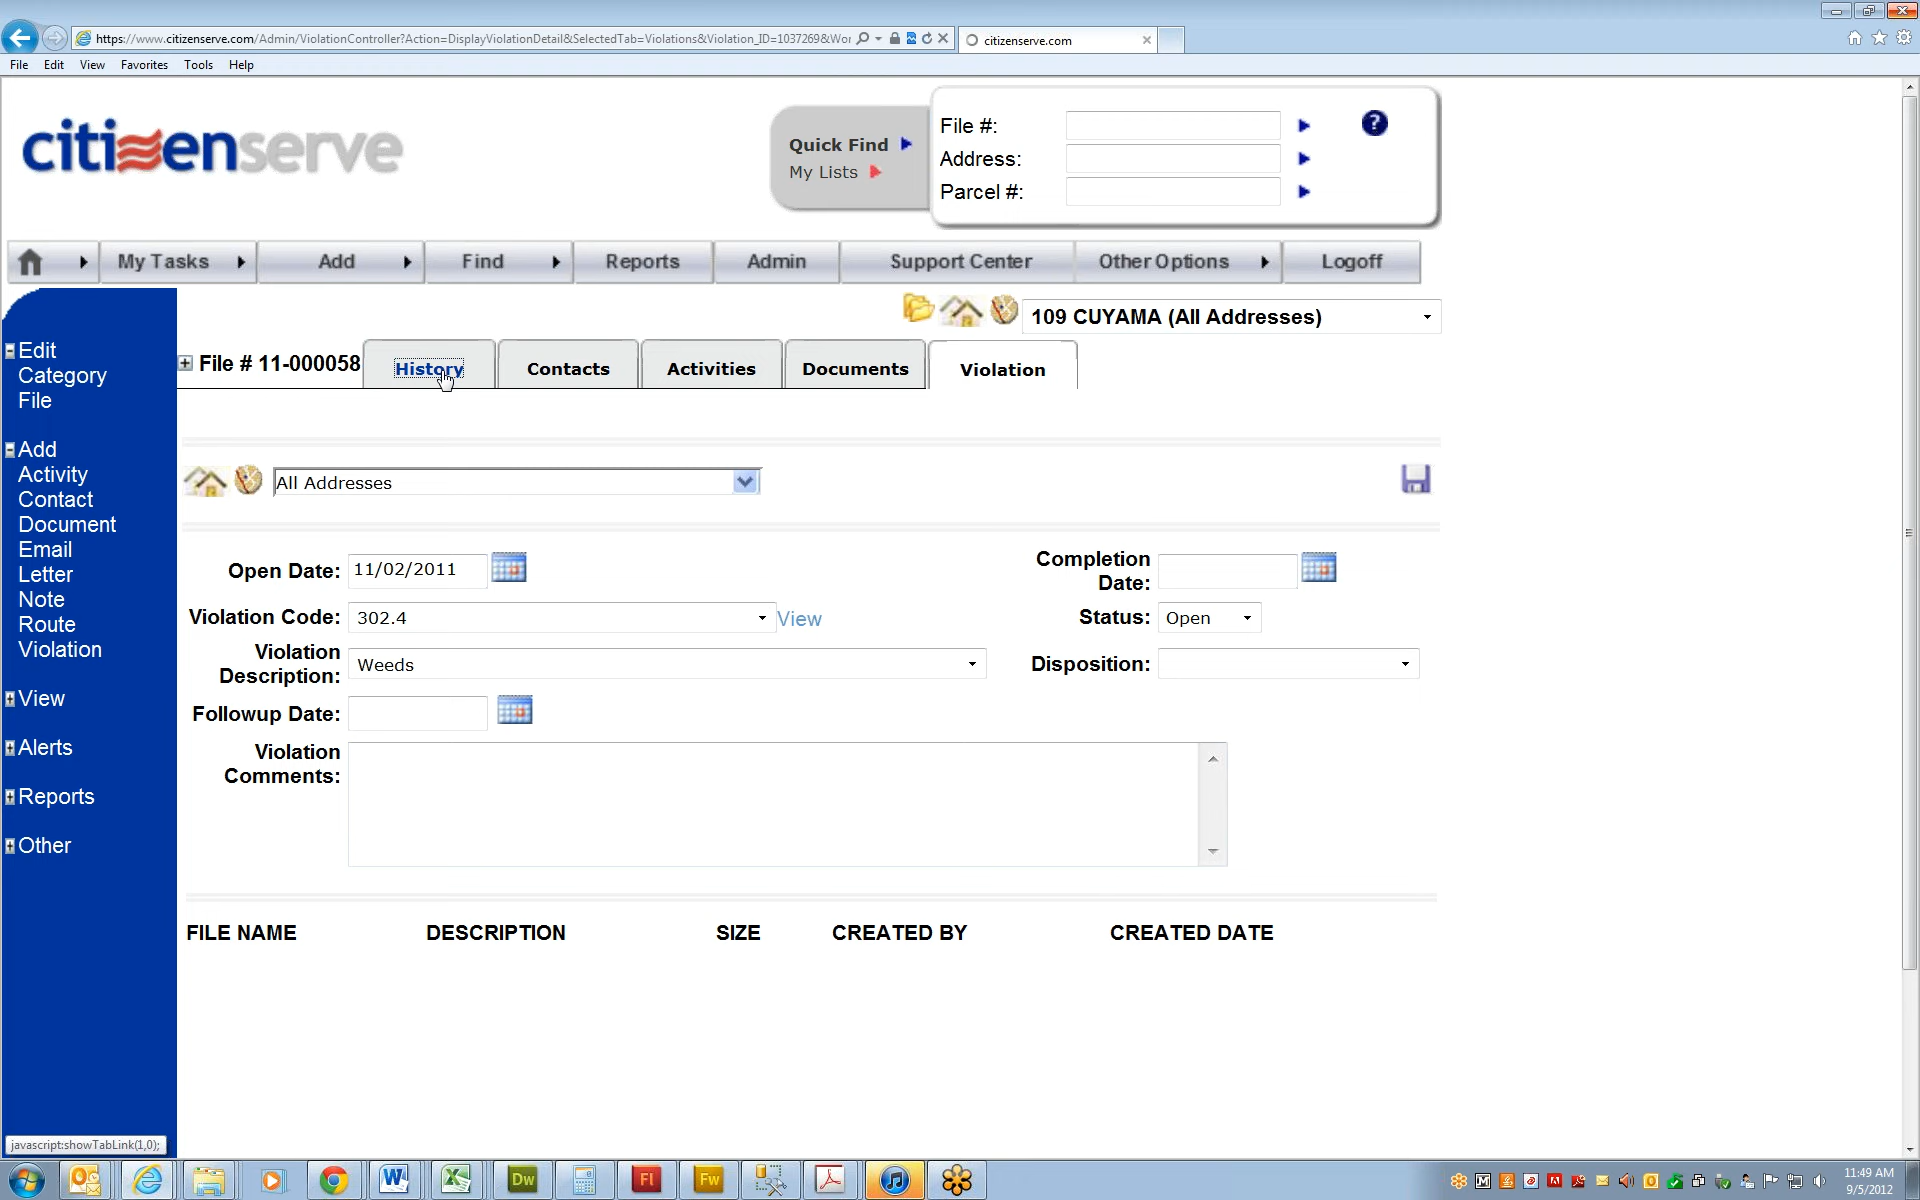 https://www.citizenserve.com/Admin/ViolationController?Action=DisplayViolationDetail&SelectedTab=Violations&Violation_ID=1037269&Wor
citizenserve.com
File Edit View Favorites Tools Help
citizenserve
Quick Find
My Lists
File #:
Address:
Parcel #:
?
My Tasks Add Find Reports Admin Support Center Other Options Logoff
109 CUYAMA (All Addresses)
File # 11-000058 History Contacts Activities Documents Violation
Edit
Category
File
Add
Activity
Contact
Document
Email
Letter
Note
Route
Violation
View
Alerts
Reports
Other
All Addresses
Open Date: 11/02/2011
Completion Date:
Violation Code: 302.4 View
Status: Open
Violation Description: Weeds
Disposition:
Followup Date:
Violation Comments:
FILE NAME DESCRIPTION SIZE CREATED BY CREATED DATE
javascript:showTabLink(1,0);
Dw
Fl
Fw
11:49 AM
9/5/2012